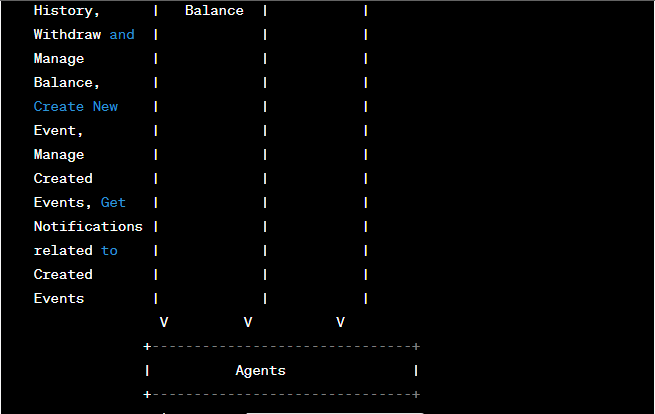 History,      |   Balance  |           |
Withdraw and  |            |           |
Manage        |            |           |
Balance,      |            |           |
Create New    |            |           |
Event,        |            |           |
Manage        |            |           |
Created       |            |           |
Events, Get   |            |           |
Notifications |            |           |
related to    |            |           |
Created       |            |           |
Events        |            |           |
V         V          V
+-------------------------------+
|          Agents               |
+-------------------------------+